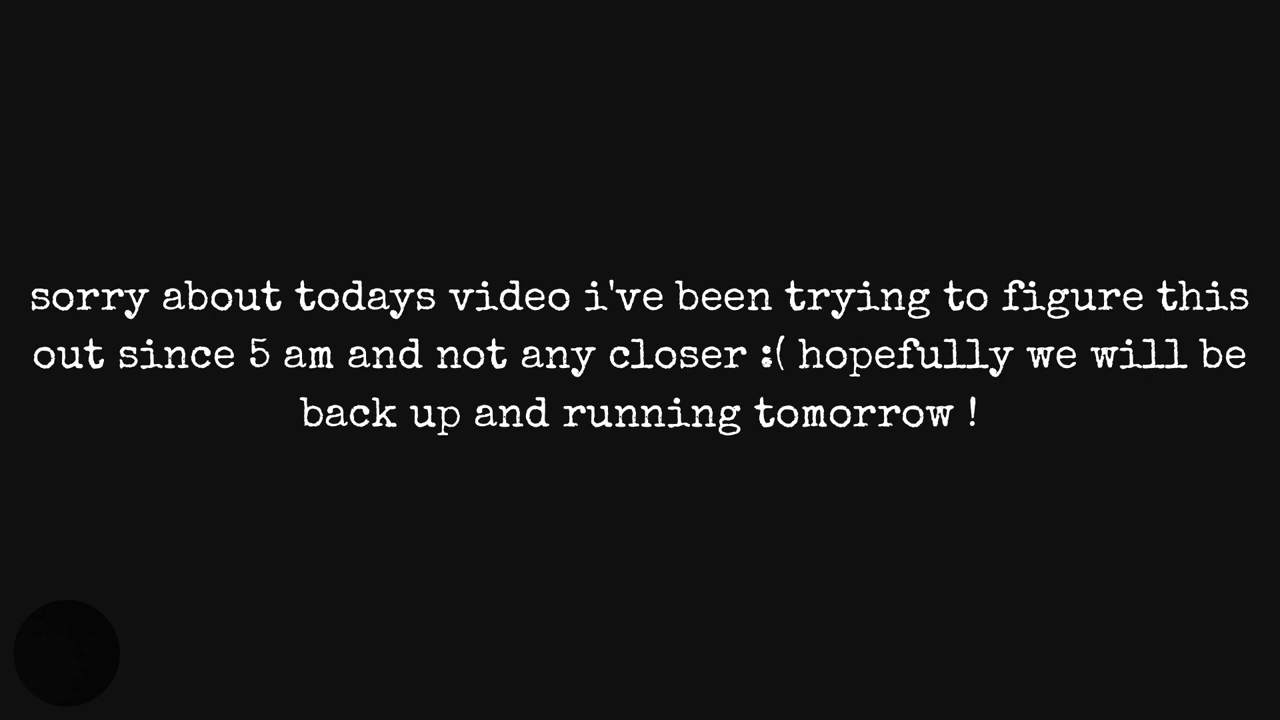 sorry about todays video i've been trying to figure this
out since 5 am and not any closer :( hopefully we will be
back up and running tomorrow !